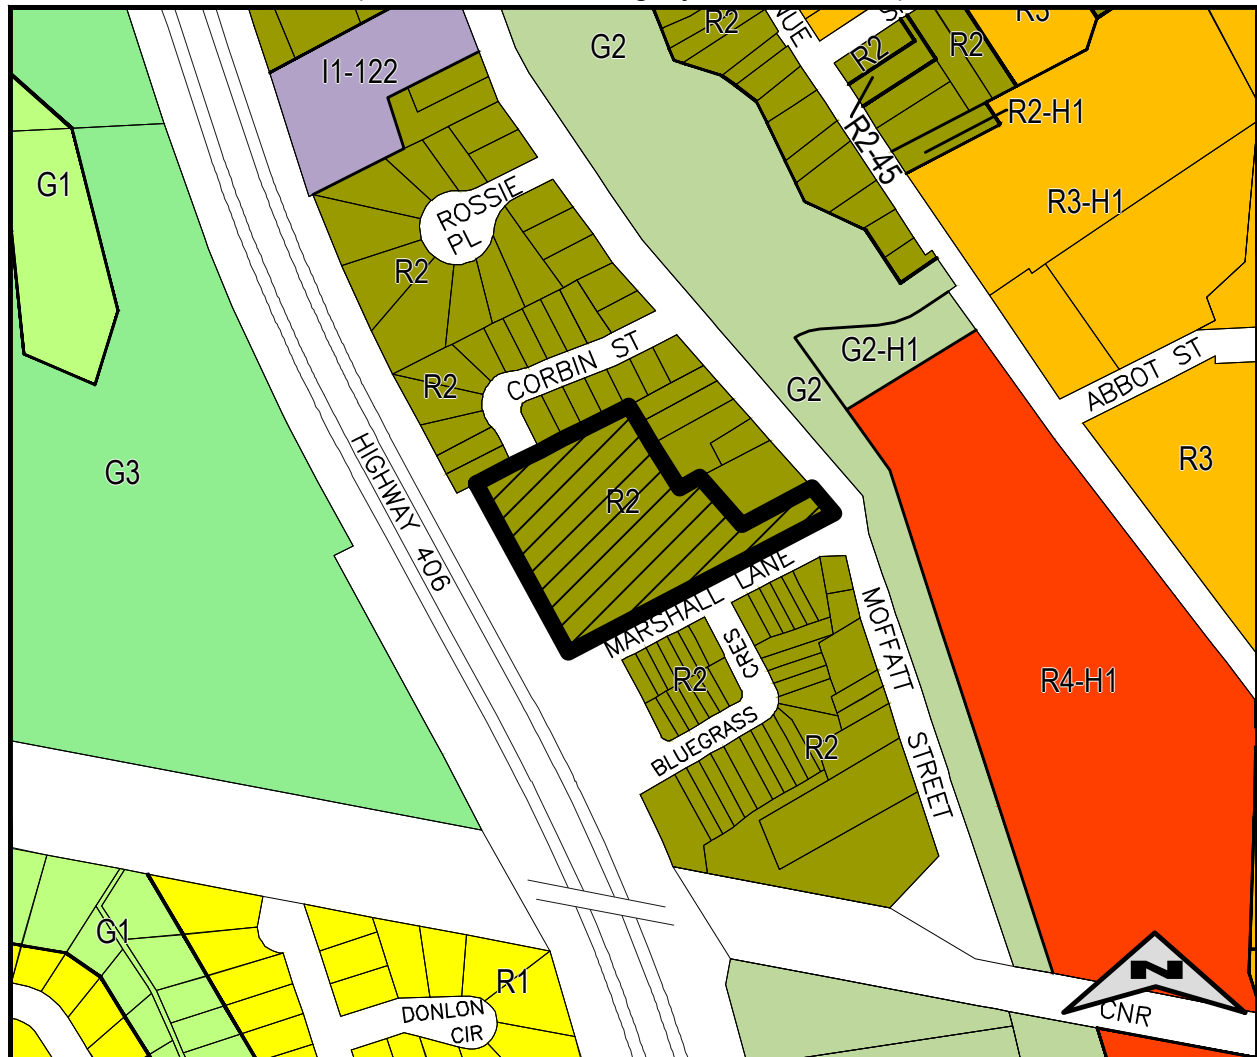 R2
R3
G2
R2
R2
I1-122
R2-H1
R2-45
G1
ROSSIE
PL
R3-H1
R2
G2-H1
CORBIN ST
R2
G2
ABBOT ST
R3
G3
HIGHWAY 406
R2
MARSHALL LANE
MOFFATT
STREET
CRES
R2
R4-H1
BLUEGRASS
R2
G1
R1
N
DONLON
CIR
CNR